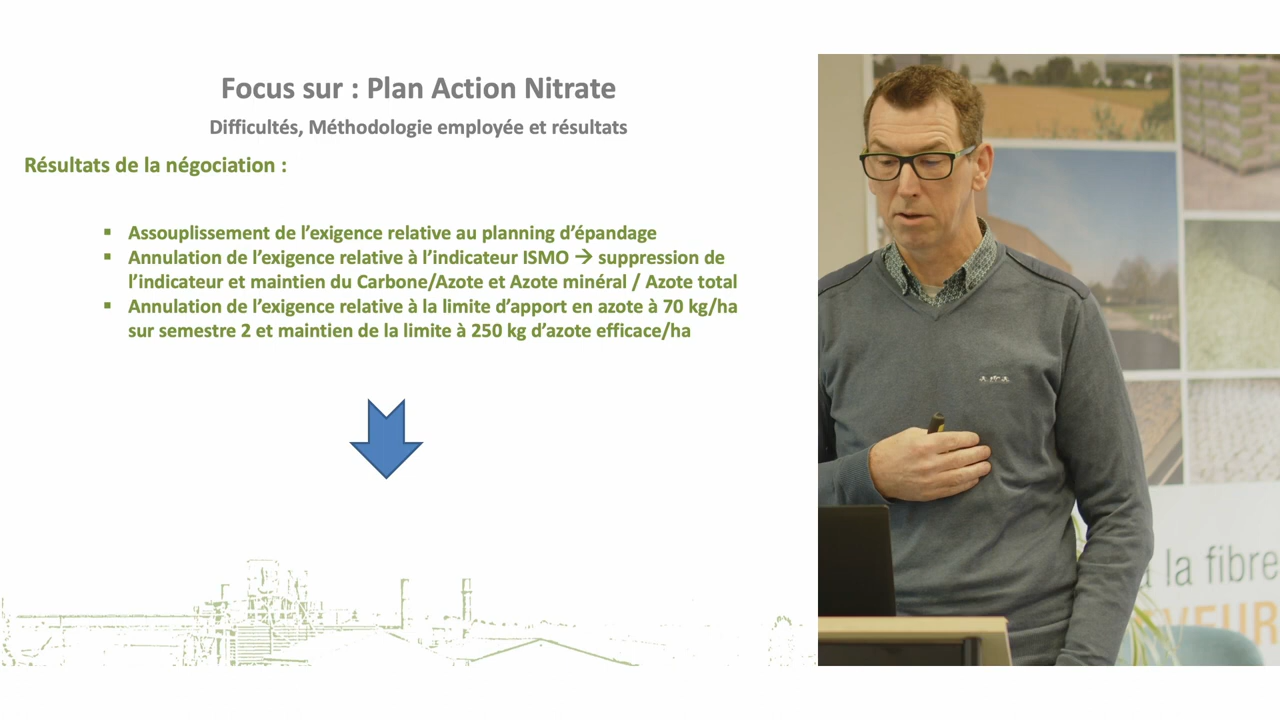 Focus sur : Plan Action Nitrate
Difficultés, Méthodologie employée et résultats
Résultats de la négociation :
▪ Assouplissement de l’exigence relative au planning d’épandage
▪ Annulation de l’exigence relative à l’indicateur ISMO → suppression de
l’indicateur et maintien du Carbone/Azote et Azote minéral / Azote total
▪ Annulation de l’exigence relative à la limite d’apport en azote à 70 kg/ha
sur semestre 2 et maintien de la limite à 250 kg d’azote efficace/ha
la fibre